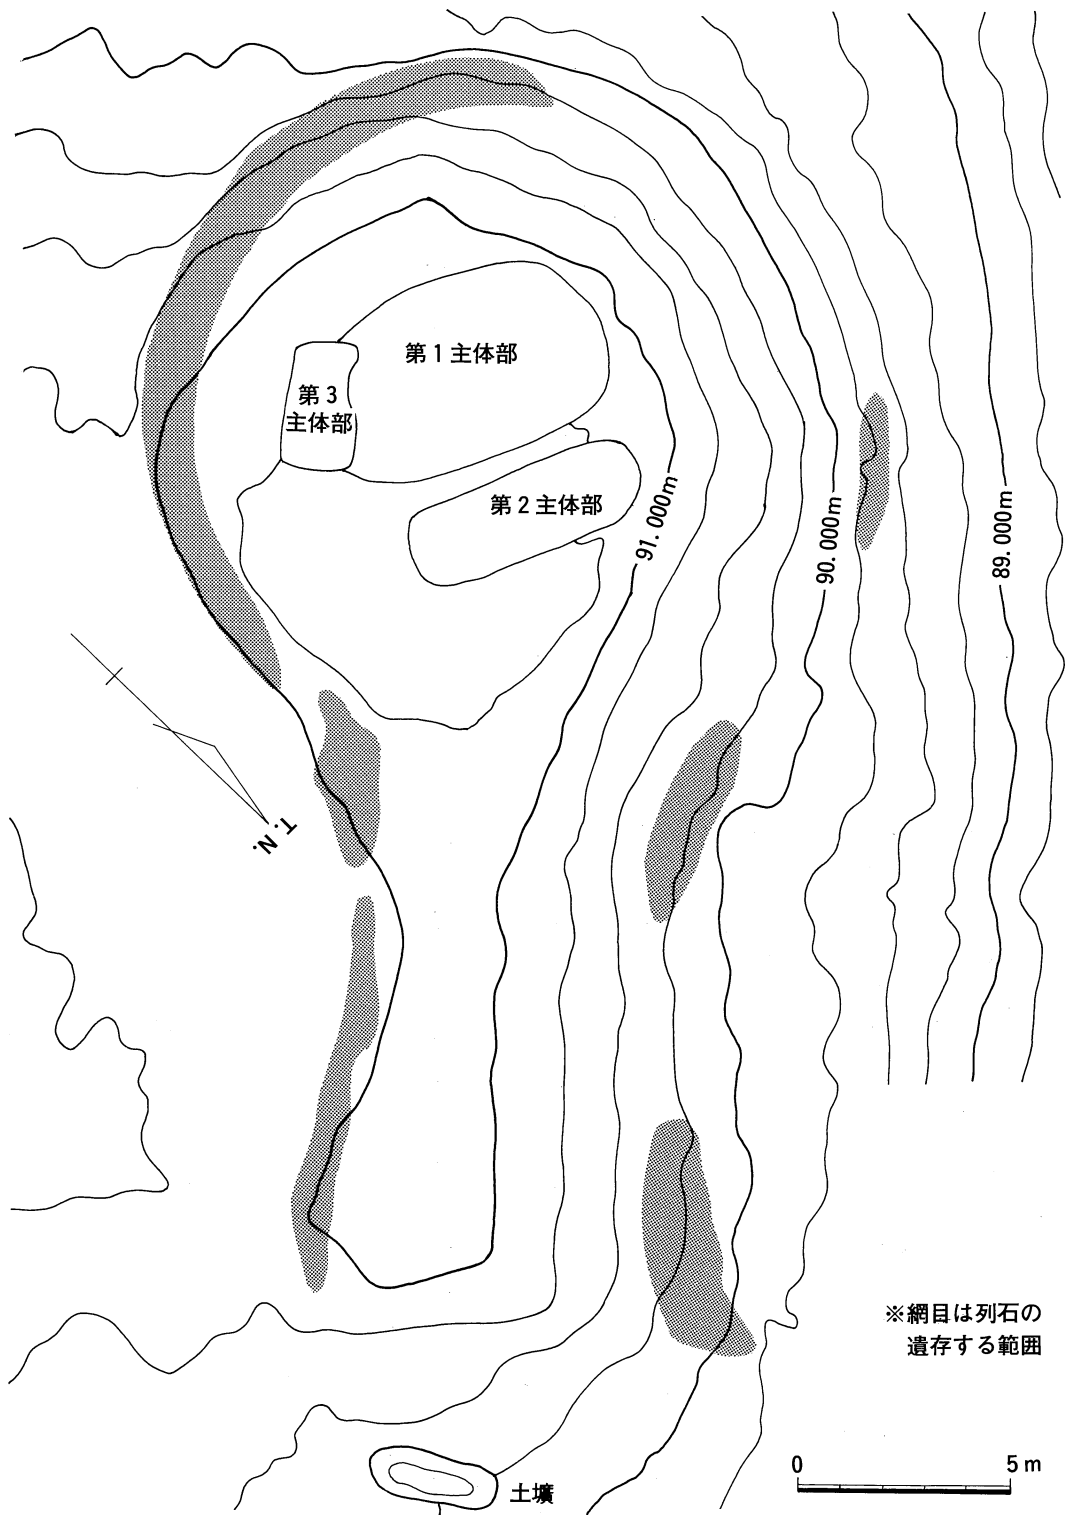 第1主体部
第3
主体部
第2主体部
91.000m
90.000m
89.000m
T.N.
※網目は列石の
遺存する範囲
0 5m
土壙